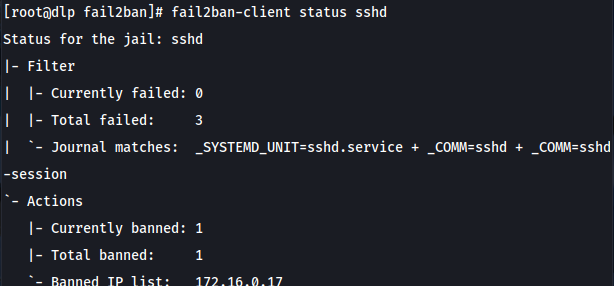 [root@dlp fail2ban]# fail2ban-client status sshd
Status for the jail: sshd
|- Filter
|  |- Currently failed: 0
|  |- Total failed:     3
|  `- Journal matches:  _SYSTEMD_UNIT=sshd.service + _COMM=sshd + _COMM=sshd
-session
`- Actions
   |- Currently banned: 1
   |- Total banned:     1
   `- Banned IP list:   172.16.0.17